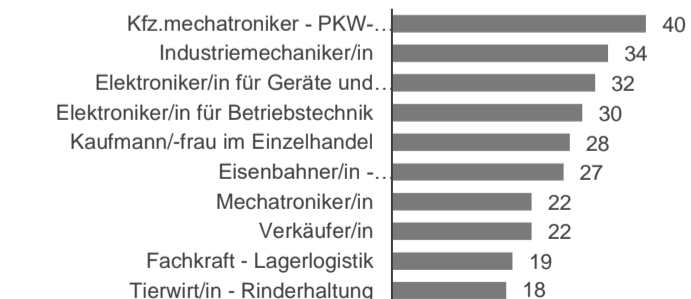 Kfz.mechatroniker - PKW-... 40
Industriemechaniker/in 34
Elektroniker/in für Geräte und... 32
Elektroniker/in für Betriebstechnik 30
Kaufmann/-frau im Einzelhandel 28
Eisenbahner/in -... 27
Mechatroniker/in 22
Verkäufer/in 22
Fachkraft - Lagerlogistik 19
Tierwirt/in - Rinderhaltung 18